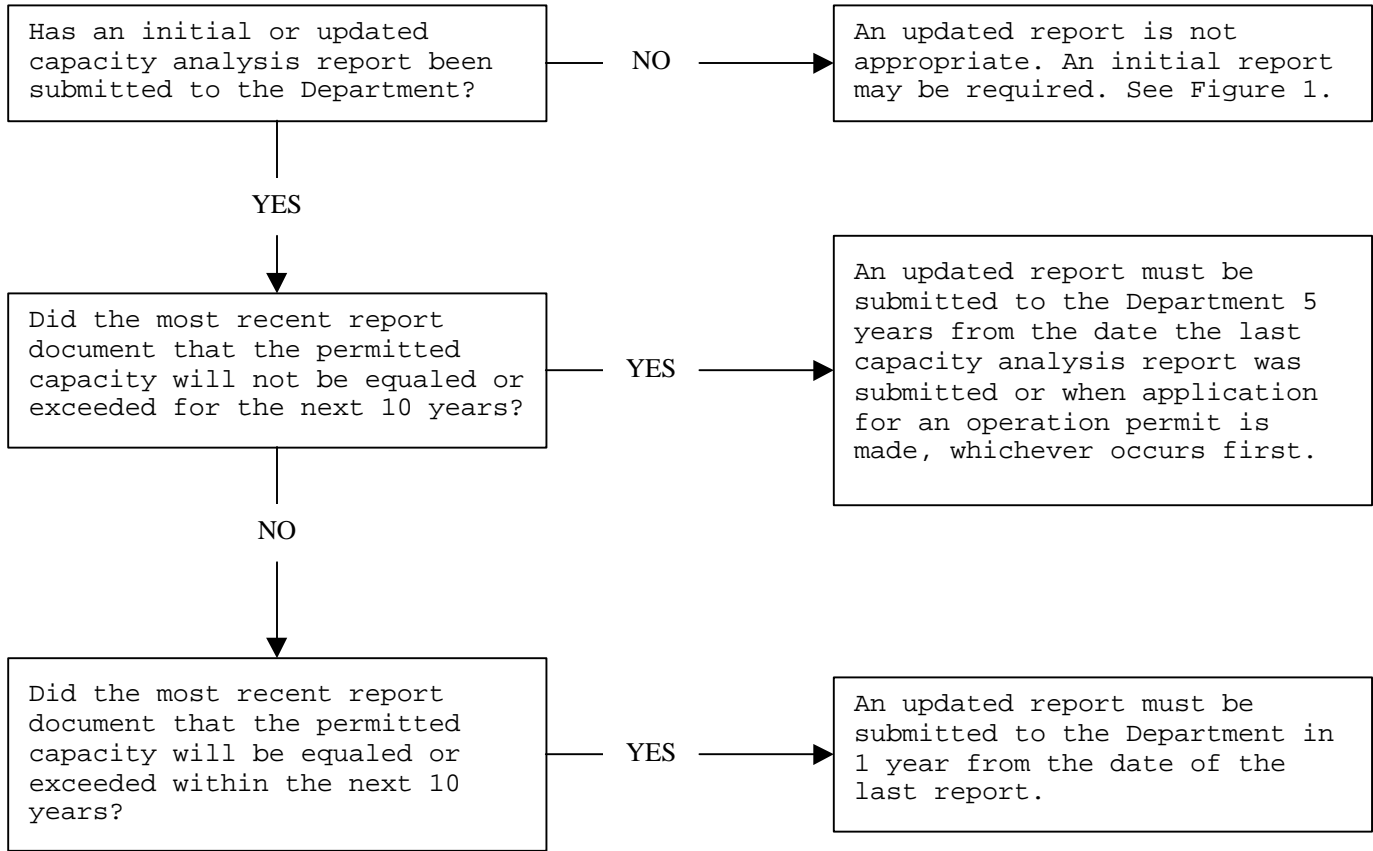 Has an initial or updated
capacity analysis report been
submitted to the Department?
NO
An updated report is not
appropriate. An initial report
may be required. See Figure 1.
YES
Did the most recent report
document that the permitted
capacity will not be equaled or
exceeded for the next 10 years?
YES
An updated report must be
submitted to the Department 5
years from the date the last
capacity analysis report was
submitted or when application
for an operation permit is
made, whichever occurs first.
NO
Did the most recent report
document that the permitted
capacity will be equaled or
exceeded within the next 10
years?
YES
An updated report must be
submitted to the Department in
1 year from the date of the
last report.